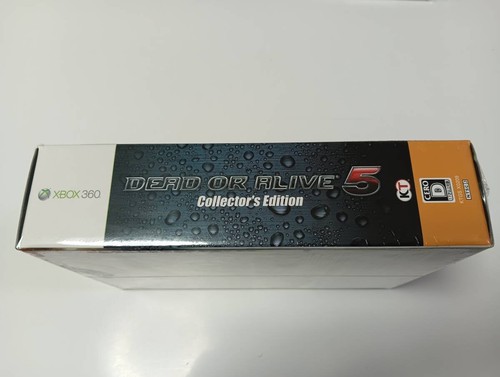 XBOX 360
DEAD OR ALIVE 5
Collector's Edition
KT
CERO
D